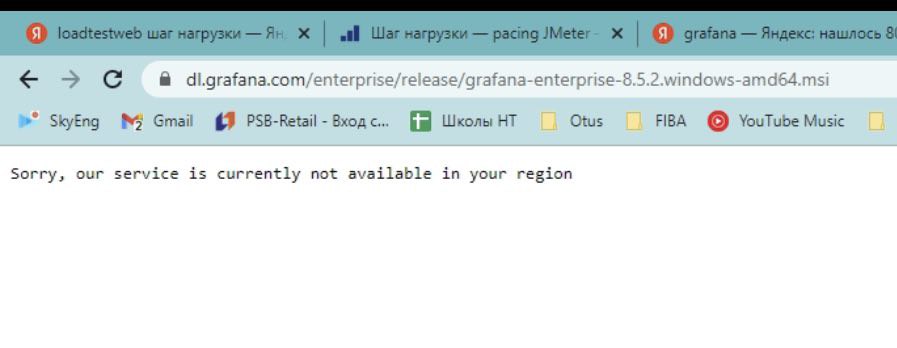 Я loadtestweb шаг нагрузки — Ян Шаг нагрузки — pacing JMeter - Я grafana — Яндекс: нашлось 80
dl.grafana.com/enterprise/release/grafana-enterprise-8.5.2.windows-amd64.msi
SkyEng 2 Gmail PSB-Retail - Вход с... Школы НТ Otus FIBA YouTube Music
Sorry, our service is currently not available in your region